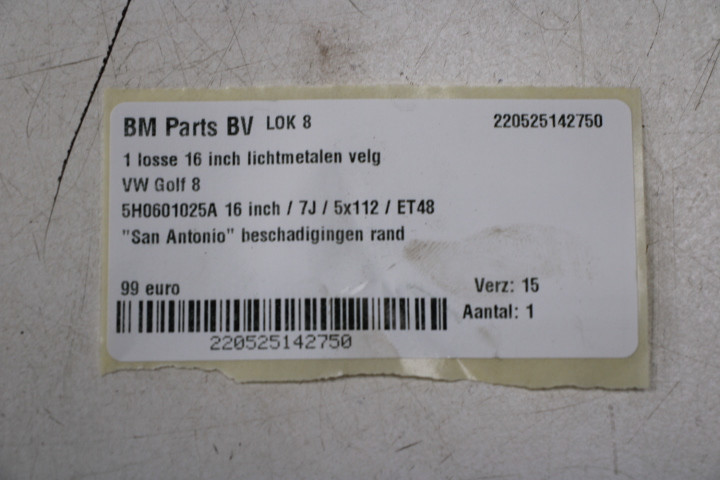 BM Parts BV LOK 8 220525142750
1 losse 16 inch lichtmetalen velg
VW Golf 8
5H0601025A 16 inch / 7J / 5x112 / ET48
"San Antonio" beschadigingen rand
99 euro Verz: 15
Aantal: 1
220525142750